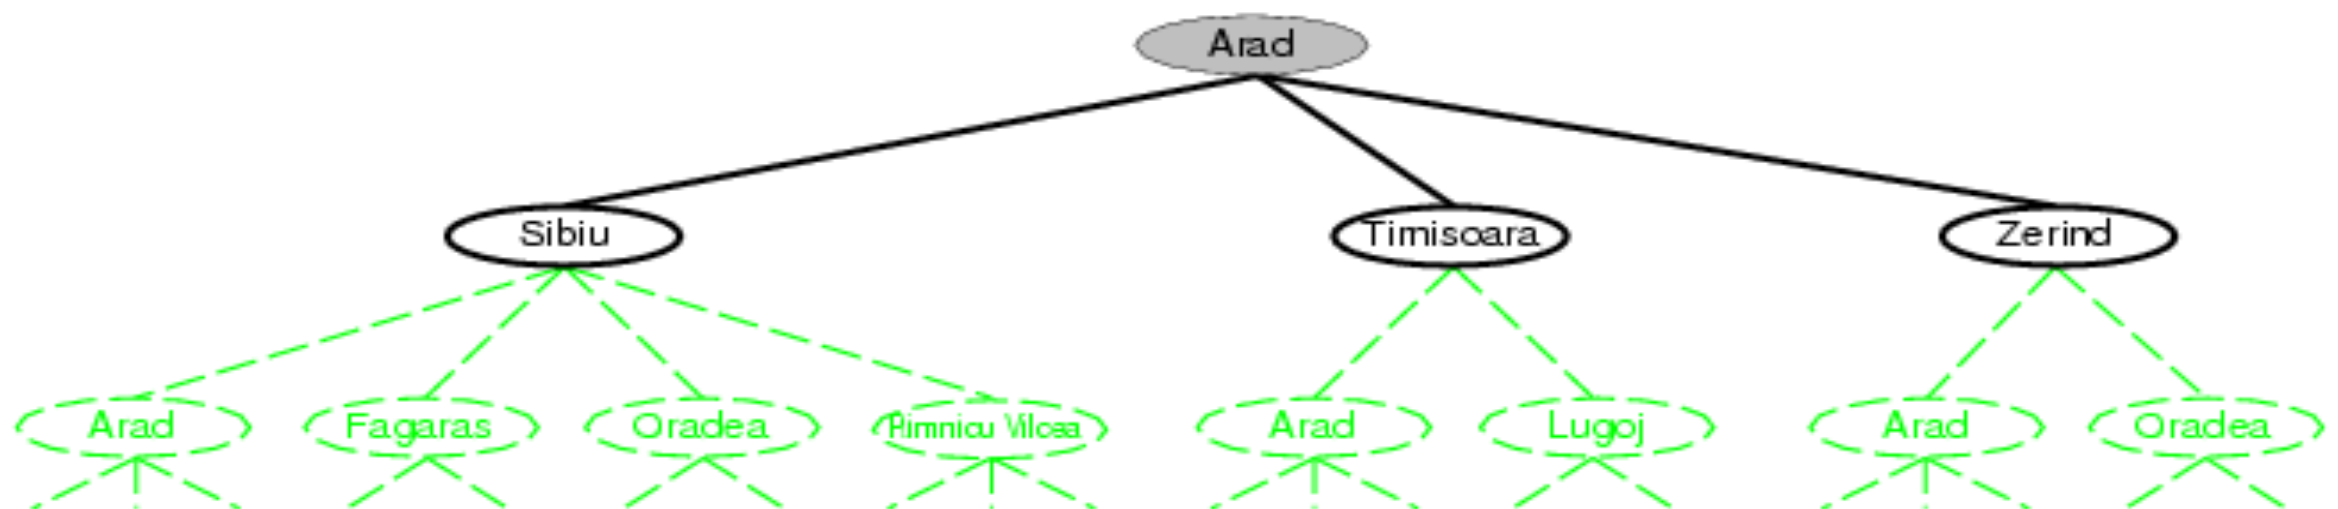 Arad
Sibiu
Timisoara
Zerind
Arad
Fagaras
Oradea
Rimnicu Vilcea
Arad
Lugoj
Arad
Oradea